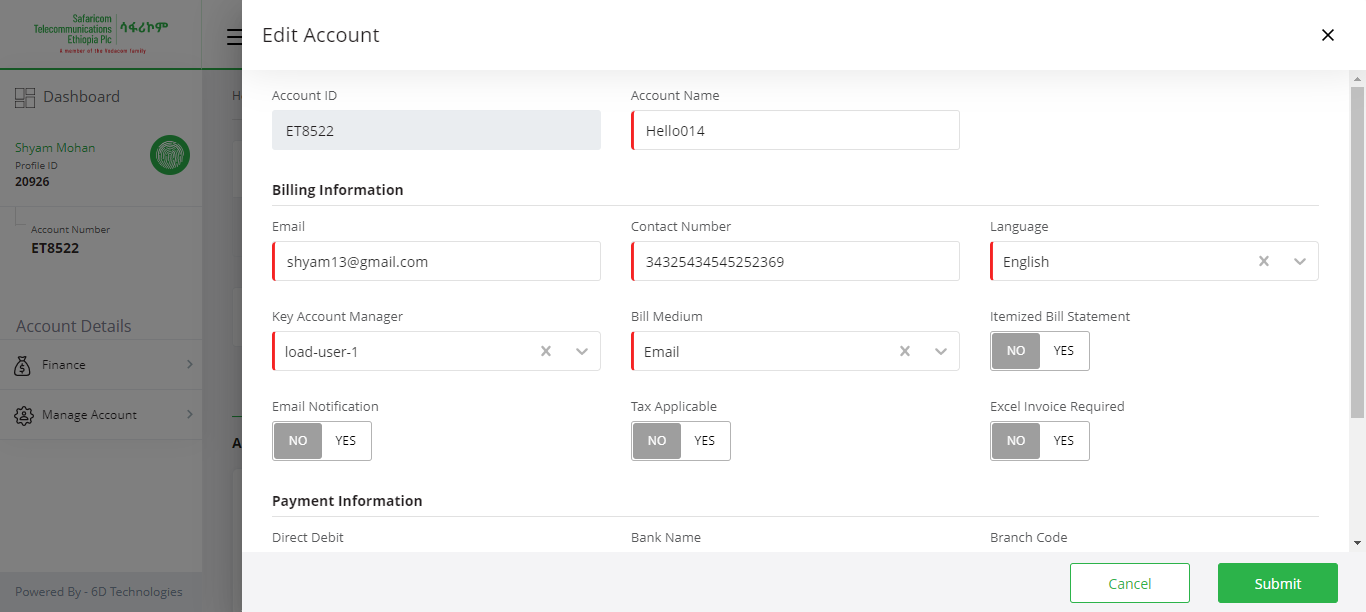 Safaricom
Telecommunications
Ethiopia Plc
ሳፋሪኮም
A member of the Vodacom family
Edit Account
Dashboard
Shyam Mohan
Profile ID
20926
Account Number
ET8522
Account Details
Finance
Manage Account
Powered By - 6D Technologies
Account ID
Account Name
ET8522
Hello014
Billing Information
Email
Contact Number
Language
shyam13@gmail.com
34325434545252369
English
Key Account Manager
Bill Medium
Itemized Bill Statement
load-user-1
Email
NO YES
Email Notification
Tax Applicable
Excel Invoice Required
NO YES
NO YES
NO YES
Payment Information
Direct Debit
Bank Name
Branch Code
Cancel
Submit